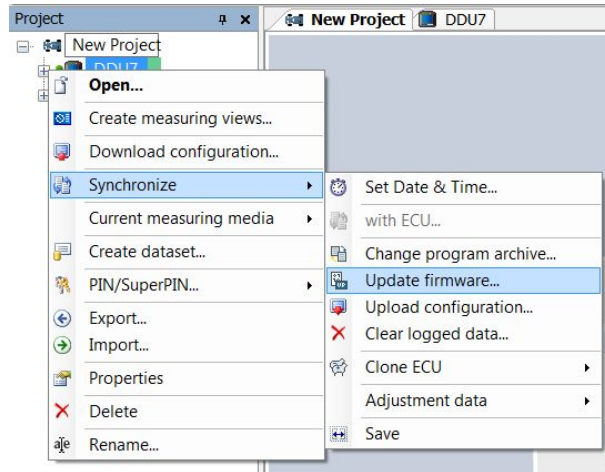 Project
New Project
DDU7
New Project
DDU7
Open...
Create measuring views...
Download configuration...
Synchronize
Current measuring media
Create dataset...
PIN/SuperPIN...
Export...
Import...
Properties
Delete
Rename...
Set Date & Time...
with ECU...
Change program archive...
Update firmware...
Upload configuration...
Clear logged data...
Clone ECU
Adjustment data
Save